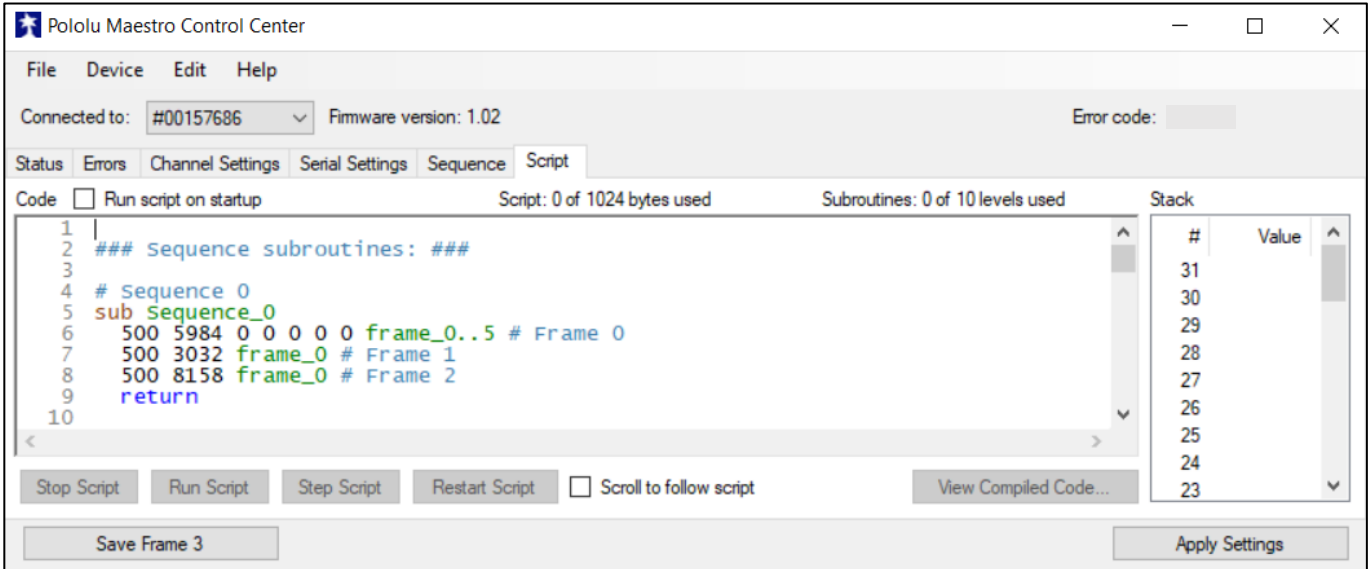 Pololu Maestro Control Center
File Device Edit Help
Connected to: #00157686 Firmware version: 1.02 Error code:
Status Errors Channel Settings Serial Settings Sequence Script
Code Run script on startup Script: 0 of 1024 bytes used Subroutines: 0 of 10 levels used Stack
1
2 ### Sequence subroutines: ###
3
4 # Sequence 0
5 sub Sequence_0
6 500 5984 0 0 0 0 0 frame_0..5 # Frame 0
7 500 3032 frame_0 # Frame 1
8 500 8158 frame_0 # Frame 2
9 return
10
# Value
31
30
29
28
27
26
25
24
23
Stop Script Run Script Step Script Restart Script Scroll to follow script View Compiled Code...
Save Frame 3 Apply Settings